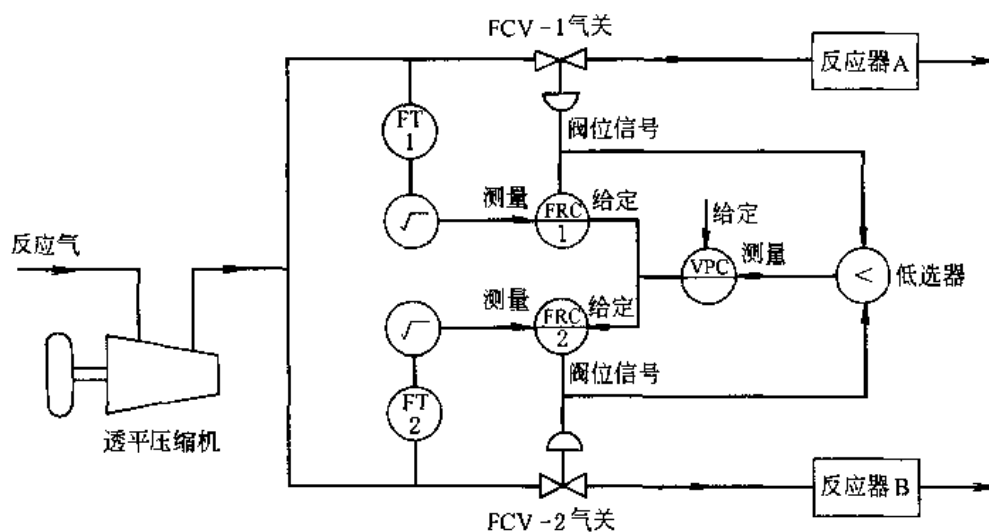 FCV-1气关
反应器A
FT
1
阀位信号
√
测量
FRC
1
给定
给定
反应气
VPC
测量
<
低选器
√
测量
FRC
2
给定
阀位信号
FT
2
透平压缩机
反应器B
FCV-2气关